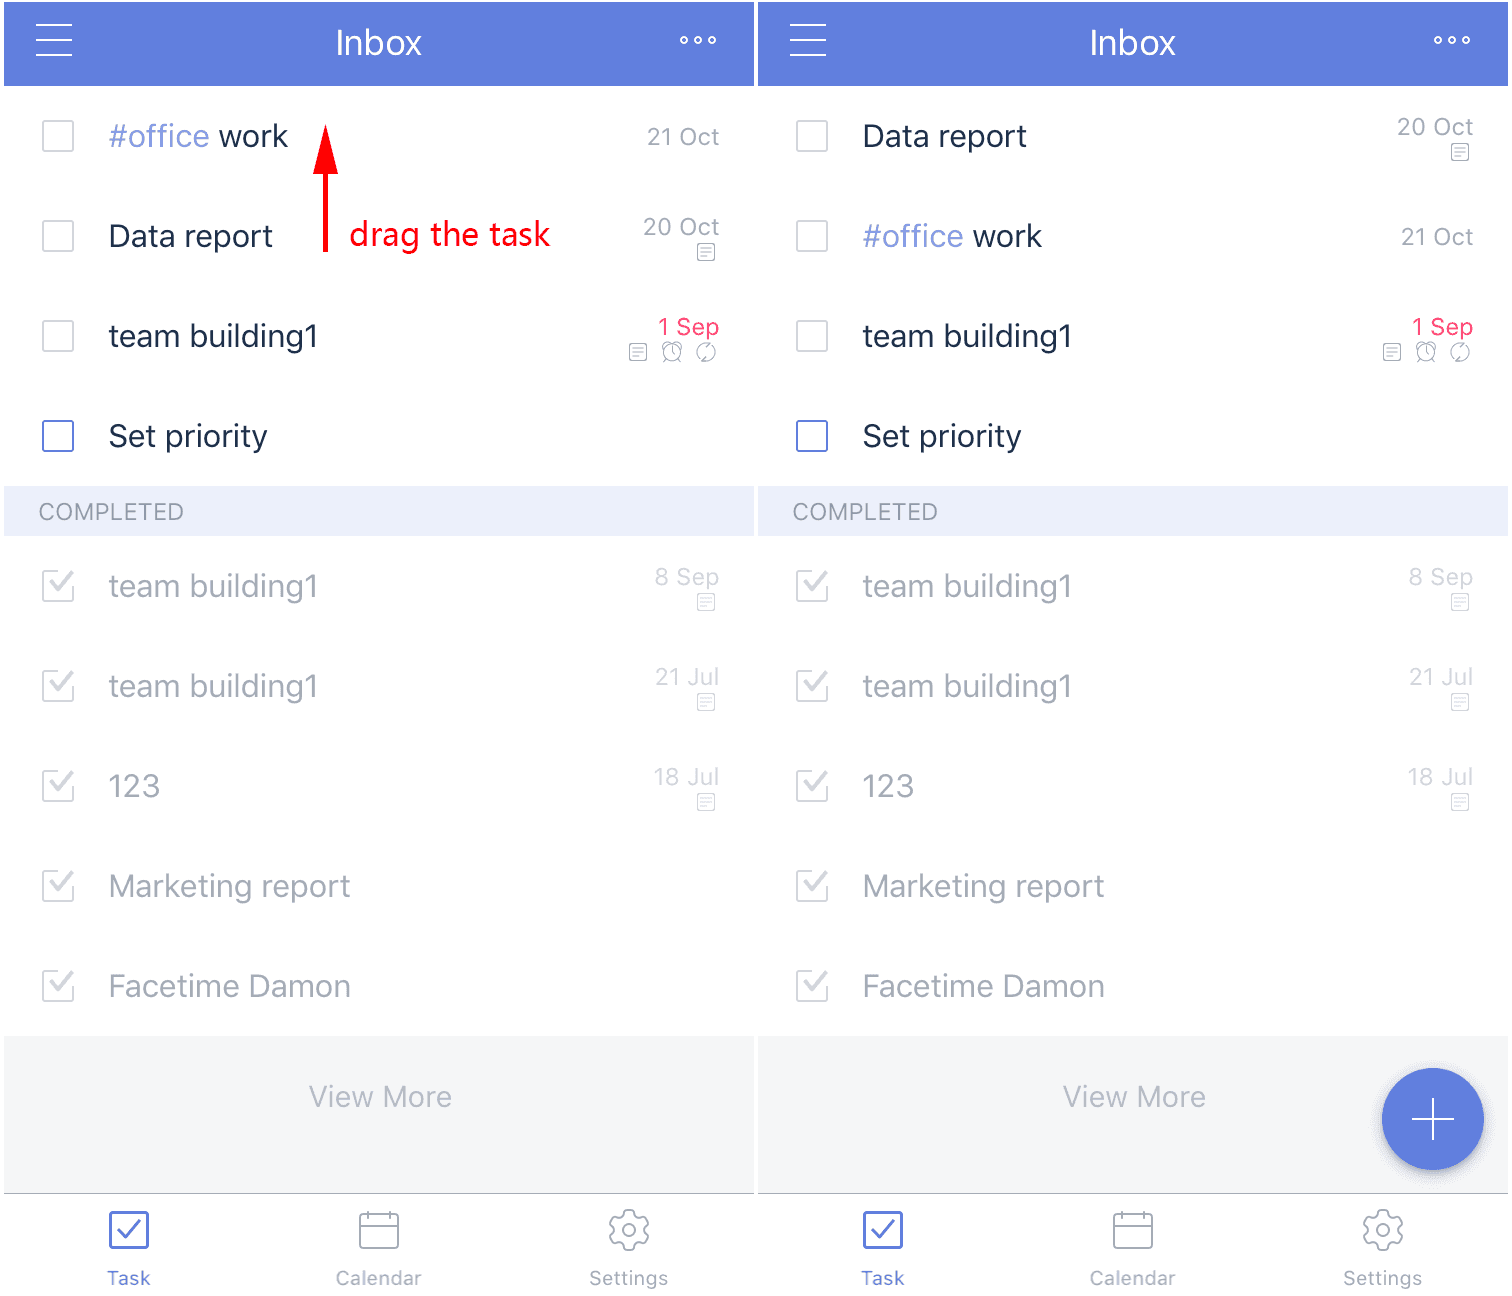 Inbox
#office work
21 Oct
drag the task
Data report
20 Oct
team building1
1 Sep
Set priority
COMPLETED
team building1
8 Sep
team building1
21 Jul
123
18 Jul
Marketing report
Facetime Damon
View More
Task
Calendar
Settings
Inbox
Data report
20 Oct
#office work
21 Oct
team building1
1 Sep
Set priority
COMPLETED
team building1
8 Sep
team building1
21 Jul
123
18 Jul
Marketing report
Facetime Damon
View More
Task
Calendar
Settings